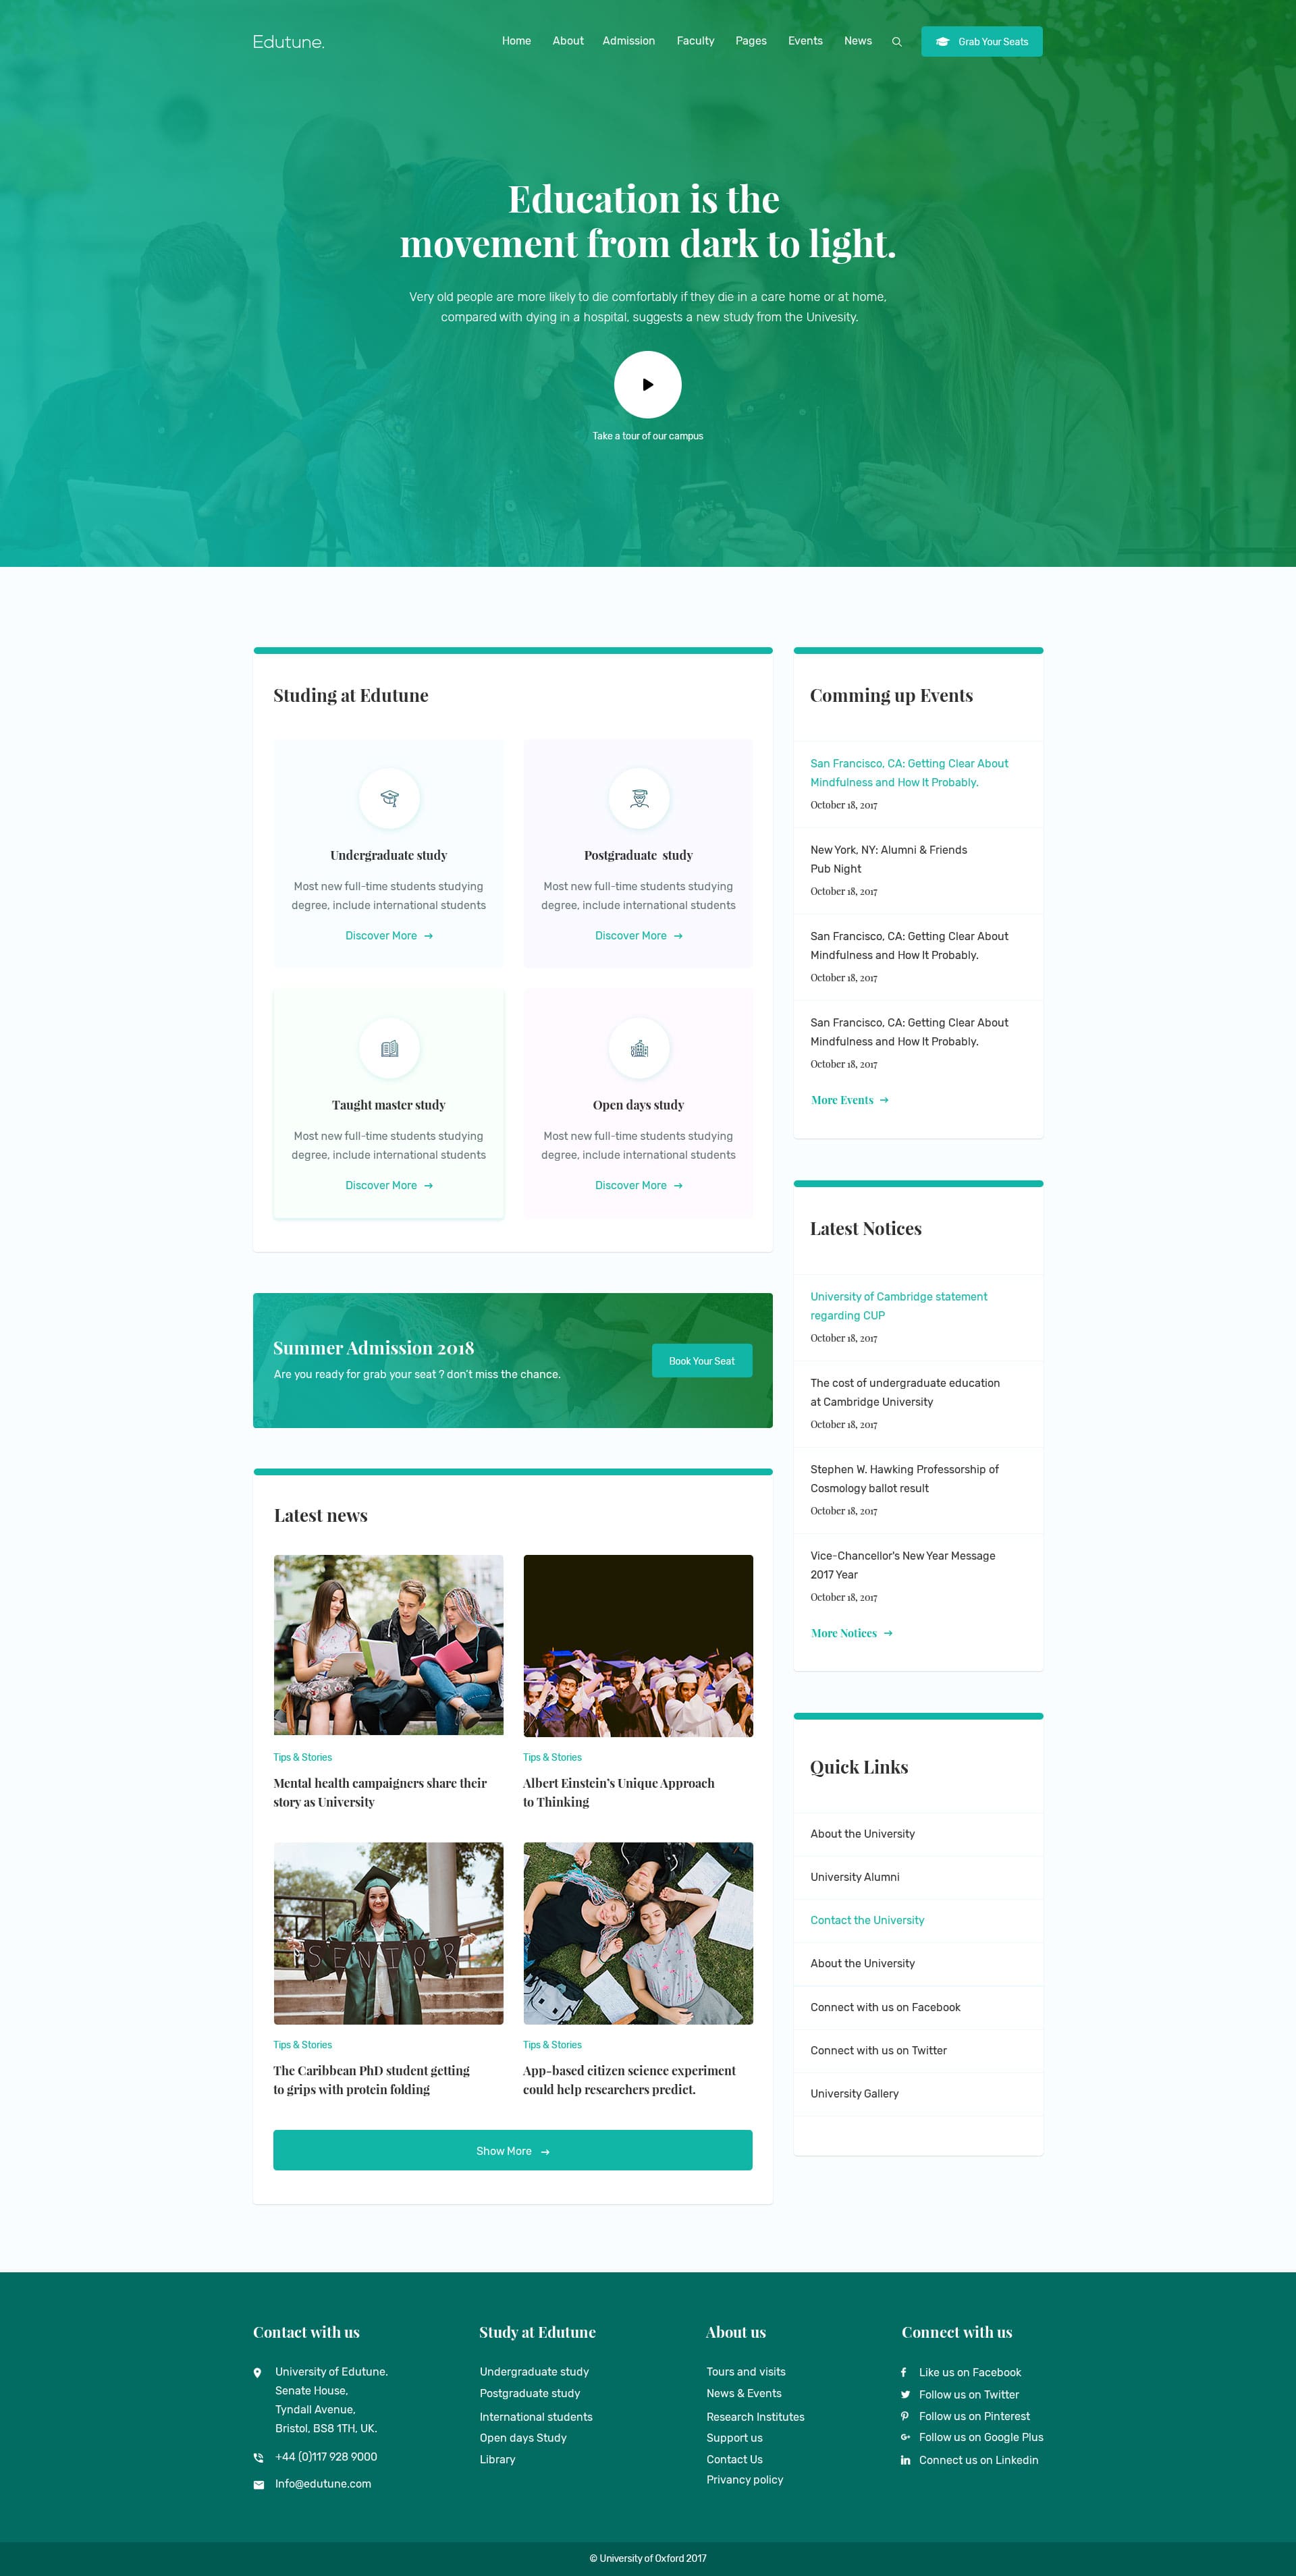 Edutune.
Home About Admission Faculty Pages Events News Grab Your Seats
Education is the
movement from dark to light.
Very old people are more likely to die comfortably if they die in a care home or at home,
compared with dying in a hospital, suggests a new study from the Univesity.
Take a tour of our campus
Studing at Edutune
Undergraduate study
Most new full-time students studying
degree, include international students
Discover More
Postgraduate study
Most new full-time students studying
degree, include international students
Discover More
Taught master study
Most new full-time students studying
degree, include international students
Discover More
Open days study
Most new full-time students studying
degree, include international students
Discover More
Summer Admission 2018
Are you ready for grab your seat ? don't miss the chance.
Book Your Seat
Latest news
Tips & Stories
Mental health campaigners share their
story as University
Tips & Stories
Albert Einstein's Unique Approach
to Thinking
SENIOR
Tips & Stories
The Caribbean PhD student getting
to grips with protein folding
Tips & Stories
App-based citizen science experiment
could help researchers predict.
Show More
Comming up Events
San Francisco, CA: Getting Clear About
Mindfulness and How It Probably.
October 18, 2017
New York, NY: Alumni & Friends
Pub Night
October 18, 2017
San Francisco, CA: Getting Clear About
Mindfulness and How It Probably.
October 18, 2017
San Francisco, CA: Getting Clear About
Mindfulness and How It Probably.
October 18, 2017
More Events
Latest Notices
University of Cambridge statement
regarding CUP
October 18, 2017
The cost of undergraduate education
at Cambridge University
October 18, 2017
Stephen W. Hawking Professorship of
Cosmology ballot result
October 18, 2017
Vice-Chancellor's New Year Message
2017 Year
October 18, 2017
More Notices
Quick Links
About the University
University Alumni
Contact the University
About the University
Connect with us on Facebook
Connect with us on Twitter
University Gallery
Contact with us
University of Edutune.
Senate House,
Tyndall Avenue,
Bristol, BS8 1TH, UK.
+44 (0)117 928 9000
Info@edutune.com
Study at Edutune
Undergraduate study
Postgraduate study
International students
Open days Study
Library
About us
Tours and visits
News & Events
Research Institutes
Support us
Contact Us
Privancy policy
Connect with us
Like us on Facebook
Follow us on Twitter
Follow us on Pinterest
Follow us on Google Plus
Connect us on Linkedin
© University of Oxford 2017